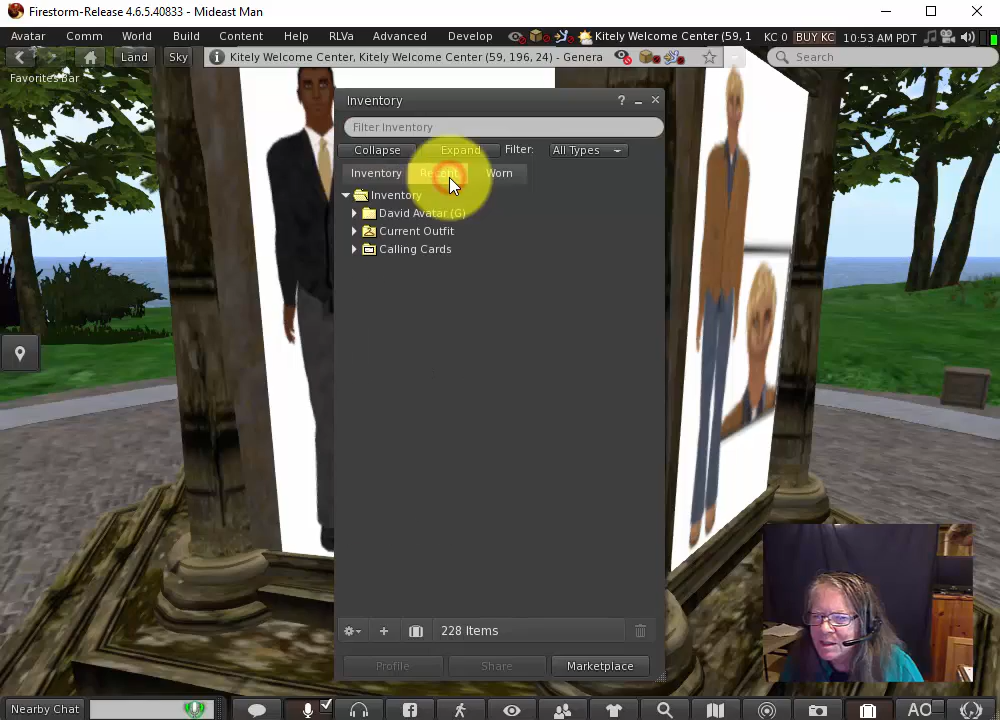 Firestorm-Release 4.6.5.40833 - Mideast Man
Avatar Comm World Build Content Help RLVa Advanced Develop Kitely Welcome Center (59, 1 KC 0 BUY KC 10:53 AM PDT
Land Sky Kitely Welcome Center, Kitely Welcome Center (59, 196, 24) - Genera Search
Favorites Bar
Inventory ?
Filter Inventory
Collapse Expand Filter: All Types
Inventory Recent Worn
Inventory
David Avatar (G)
Current Outfit
Calling Cards
228 Items
Profile Share Marketplace
Nearby Chat AO